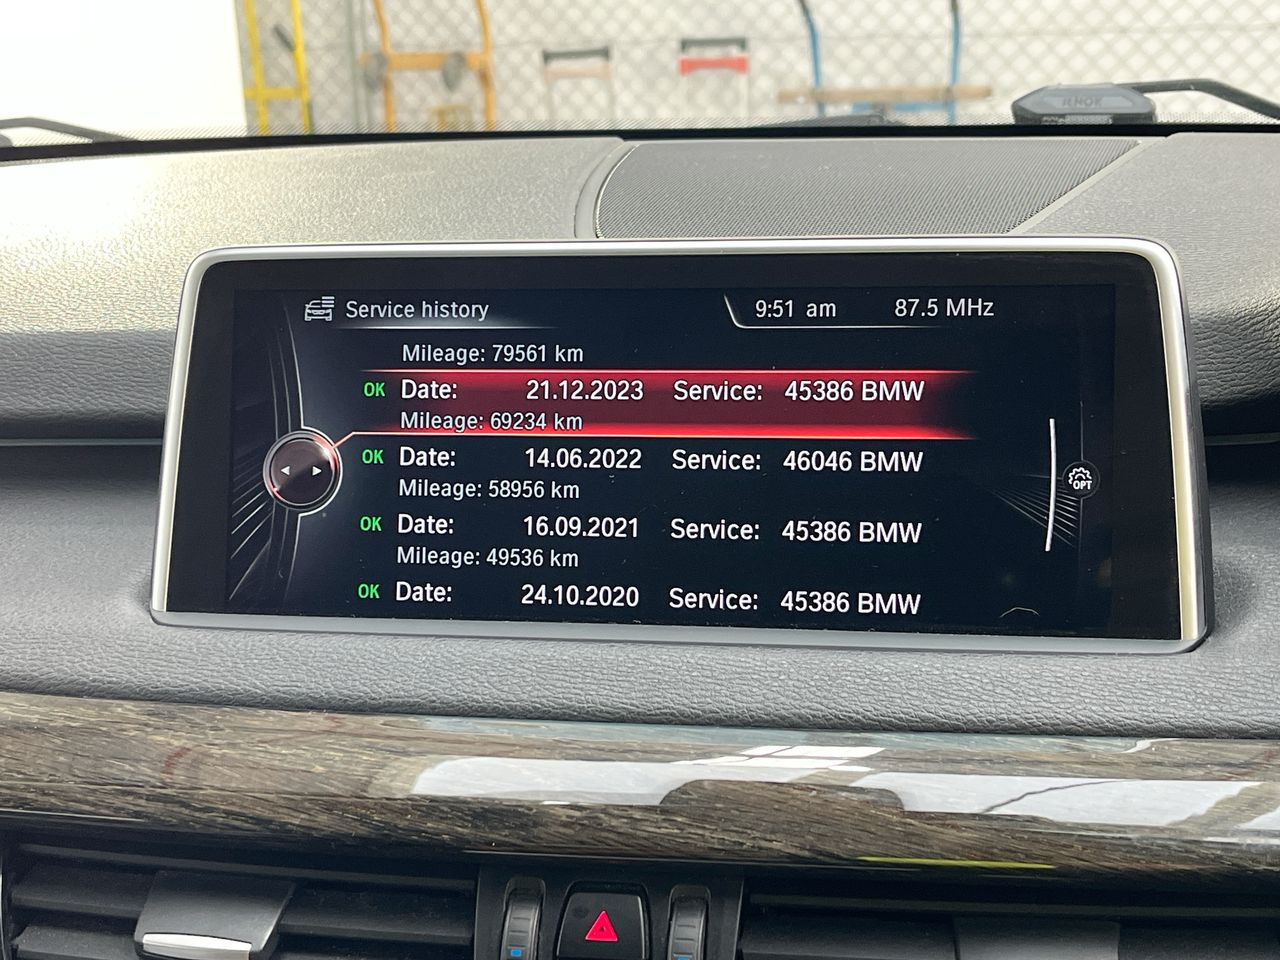 Service history 9:51 am 87.5 MHz
Mileage: 79561 km
OK Date: 21.12.2023 Service: 45386 BMW
Mileage: 69234 km
OK Date: 14.06.2022 Service: 46046 BMW
Mileage: 58956 km
OPT
OK Date: 16.09.2021 Service: 45386 BMW
Mileage: 49536 km
OK Date: 24.10.2020 Service: 45386 BMW